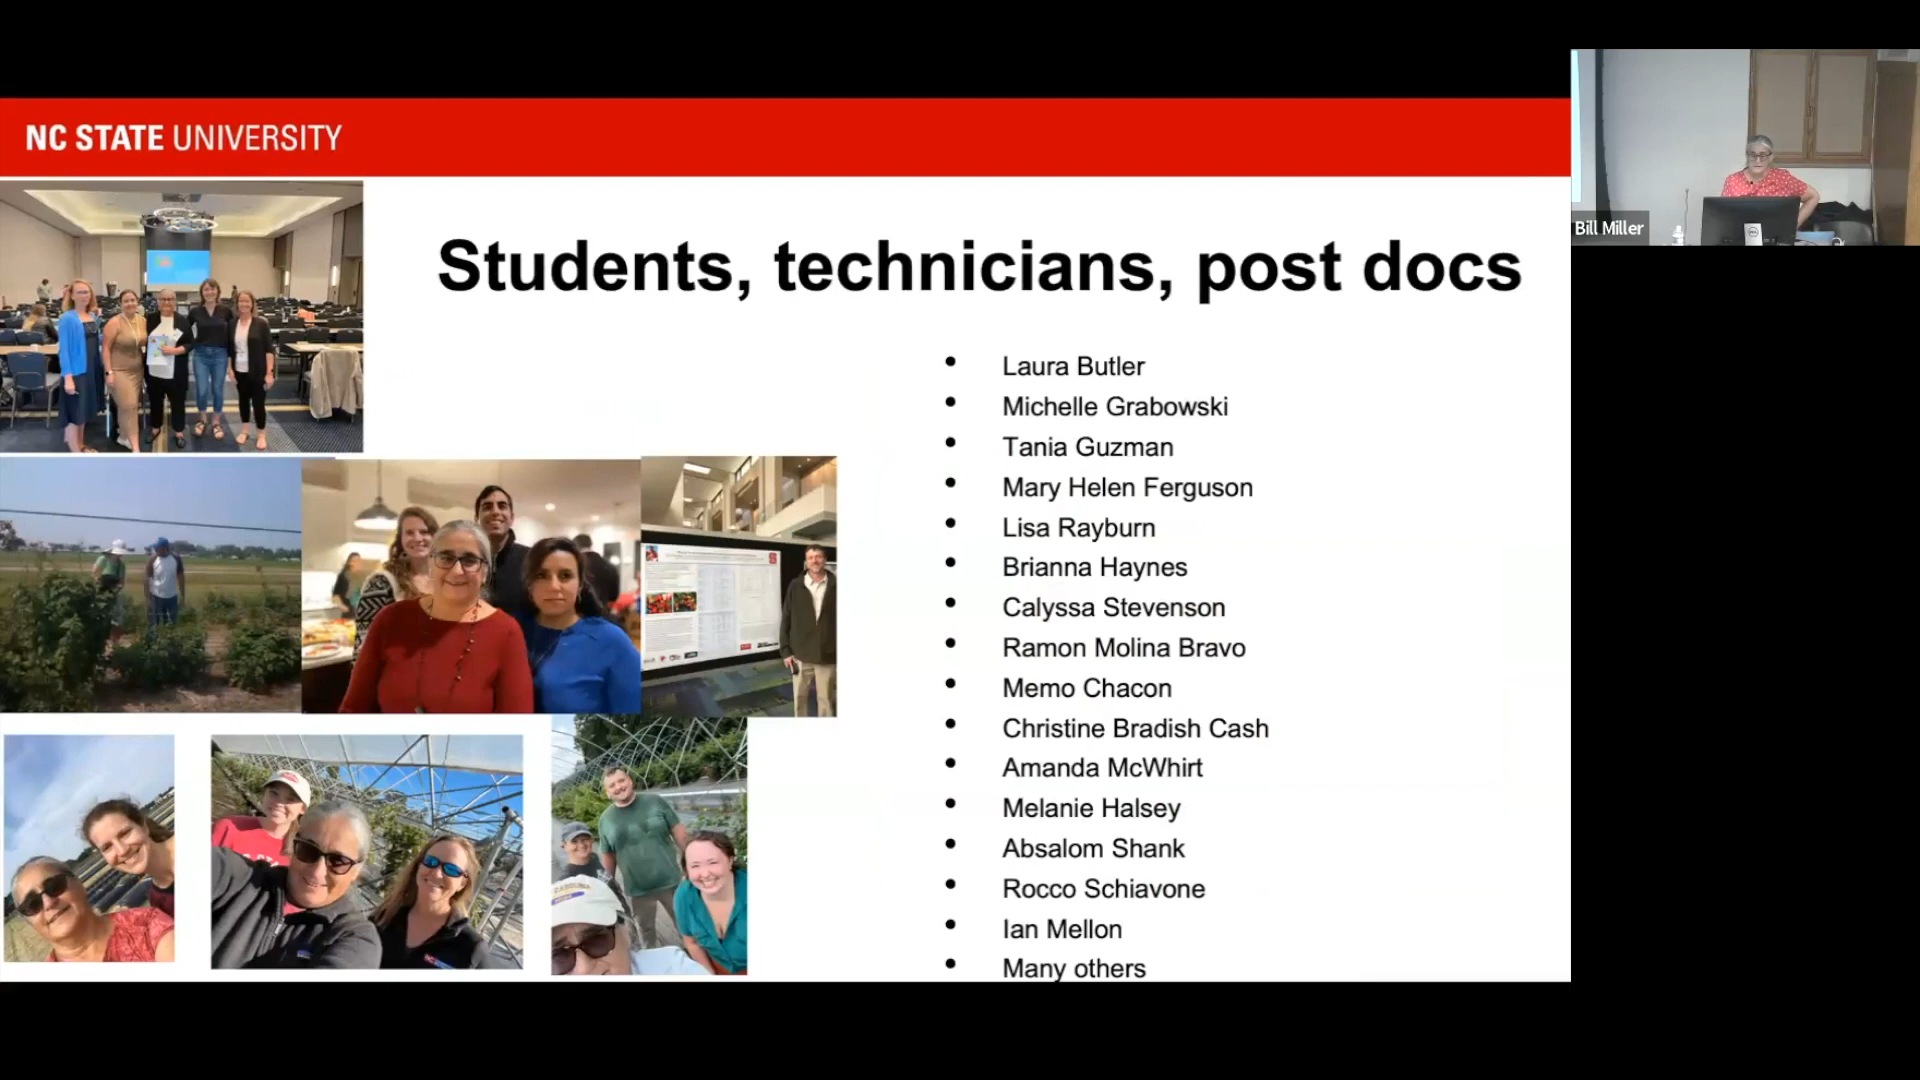 NC STATE UNIVERSITY
Students, technicians, post docs
• Laura Butler
• Michelle Grabowski
• Tania Guzman
• Mary Helen Ferguson
• Lisa Rayburn
• Brianna Haynes
• Calyssa Stevenson
• Ramon Molina Bravo
• Memo Chacon
• Christine Bradish Cash
• Amanda McWhirt
• Melanie Halsey
• Absalom Shank
• Rocco Schiavone
• Ian Mellon
• Many others
Bill Miller